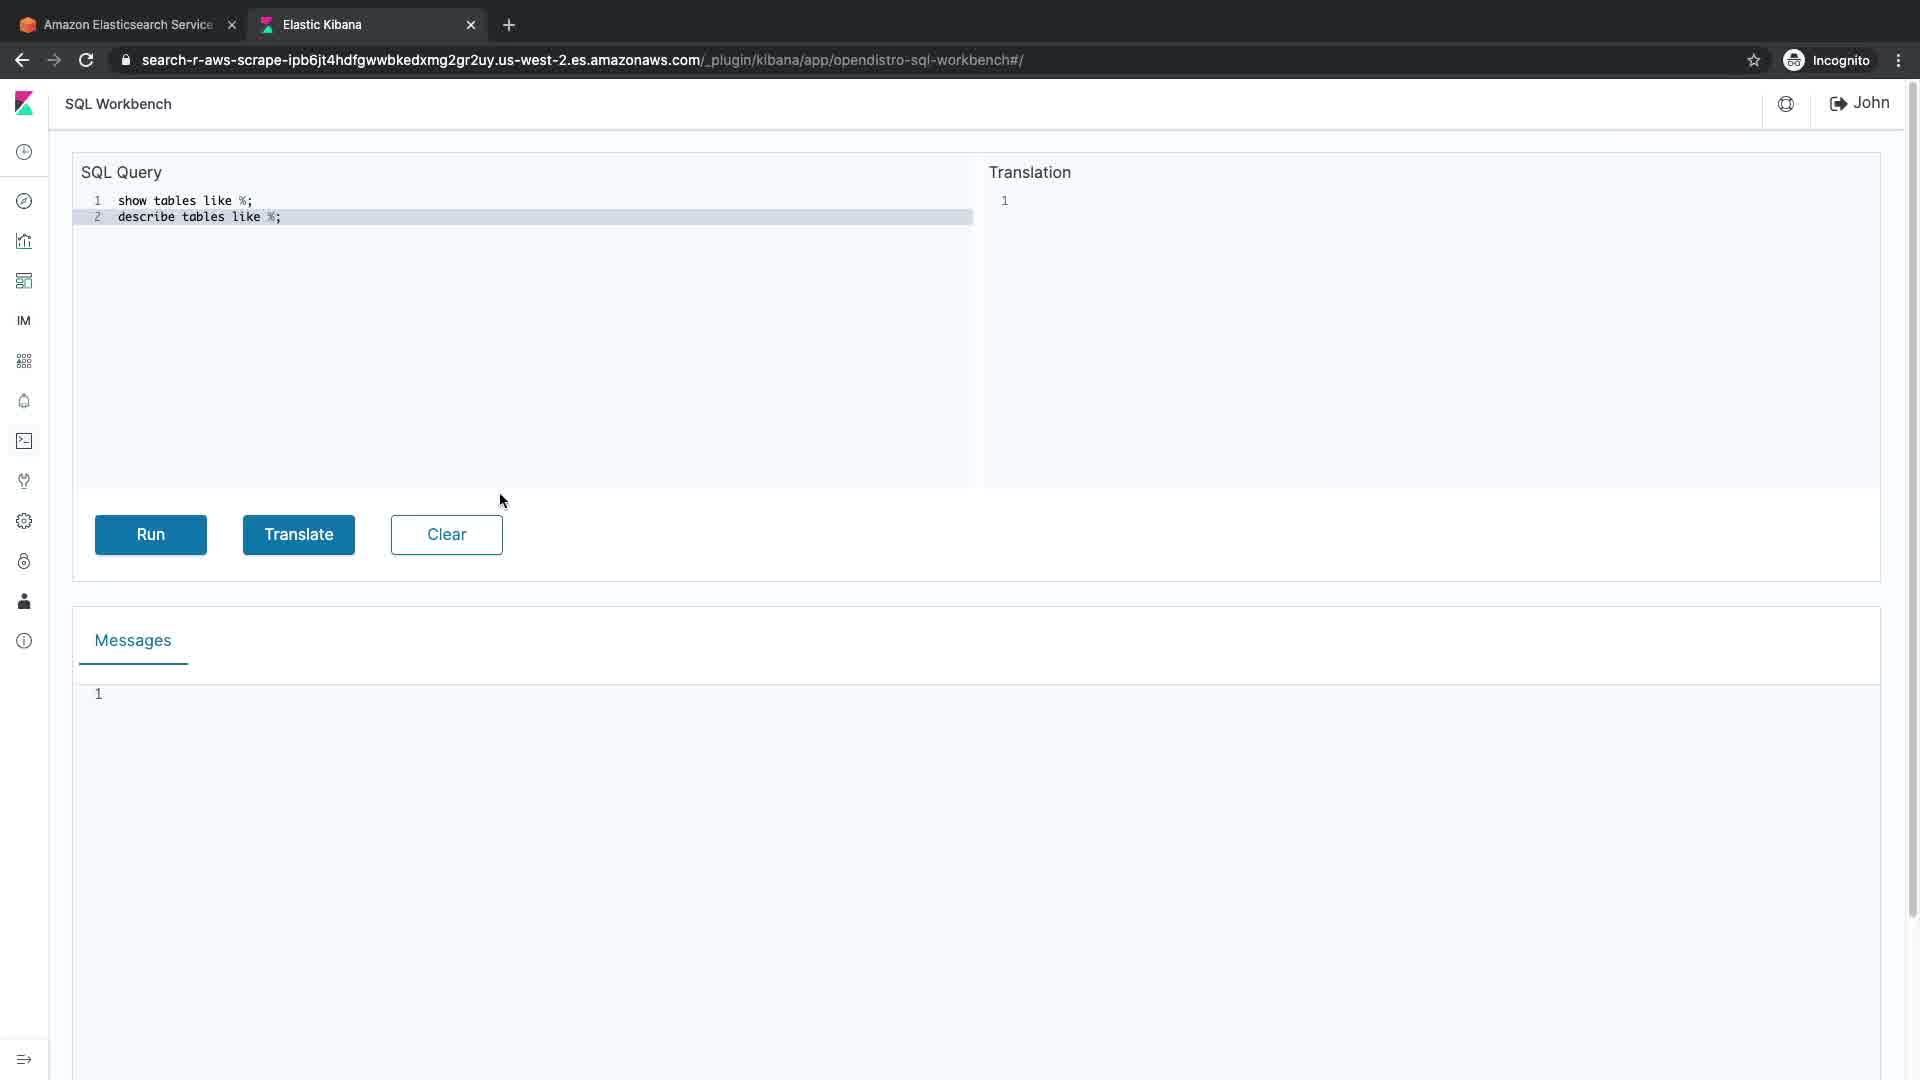 Amazon Elasticsearch Service
Elastic Kibana
search-r-aws-scrape-ipb6jt4hdfgwwbkedxmg2gr2uy.us-west-2.es.amazonaws.com/_plugin/kibana/app/opendistro-sql-workbench#/
Incognito
SQL Workbench
John
SQL Query
Translation
1 show tables like %;
1
2 describe tables like %;
IM
Run
Translate
Clear
Messages
1